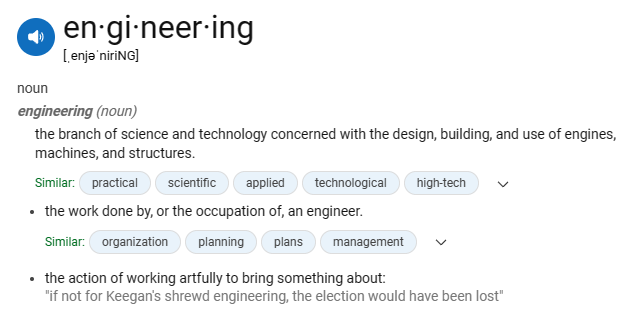 en·gi·neer·ing
[ˌenjəˈniriNG]
noun
engineering (noun)
the branch of science and technology concerned with the design, building, and use of engines,
machines, and structures.
Similar: practical scientific applied technological high-tech
• the work done by, or the occupation of, an engineer.
Similar: organization planning plans management
• the action of working artfully to bring something about:
"if not for Keegan's shrewd engineering, the election would have been lost"